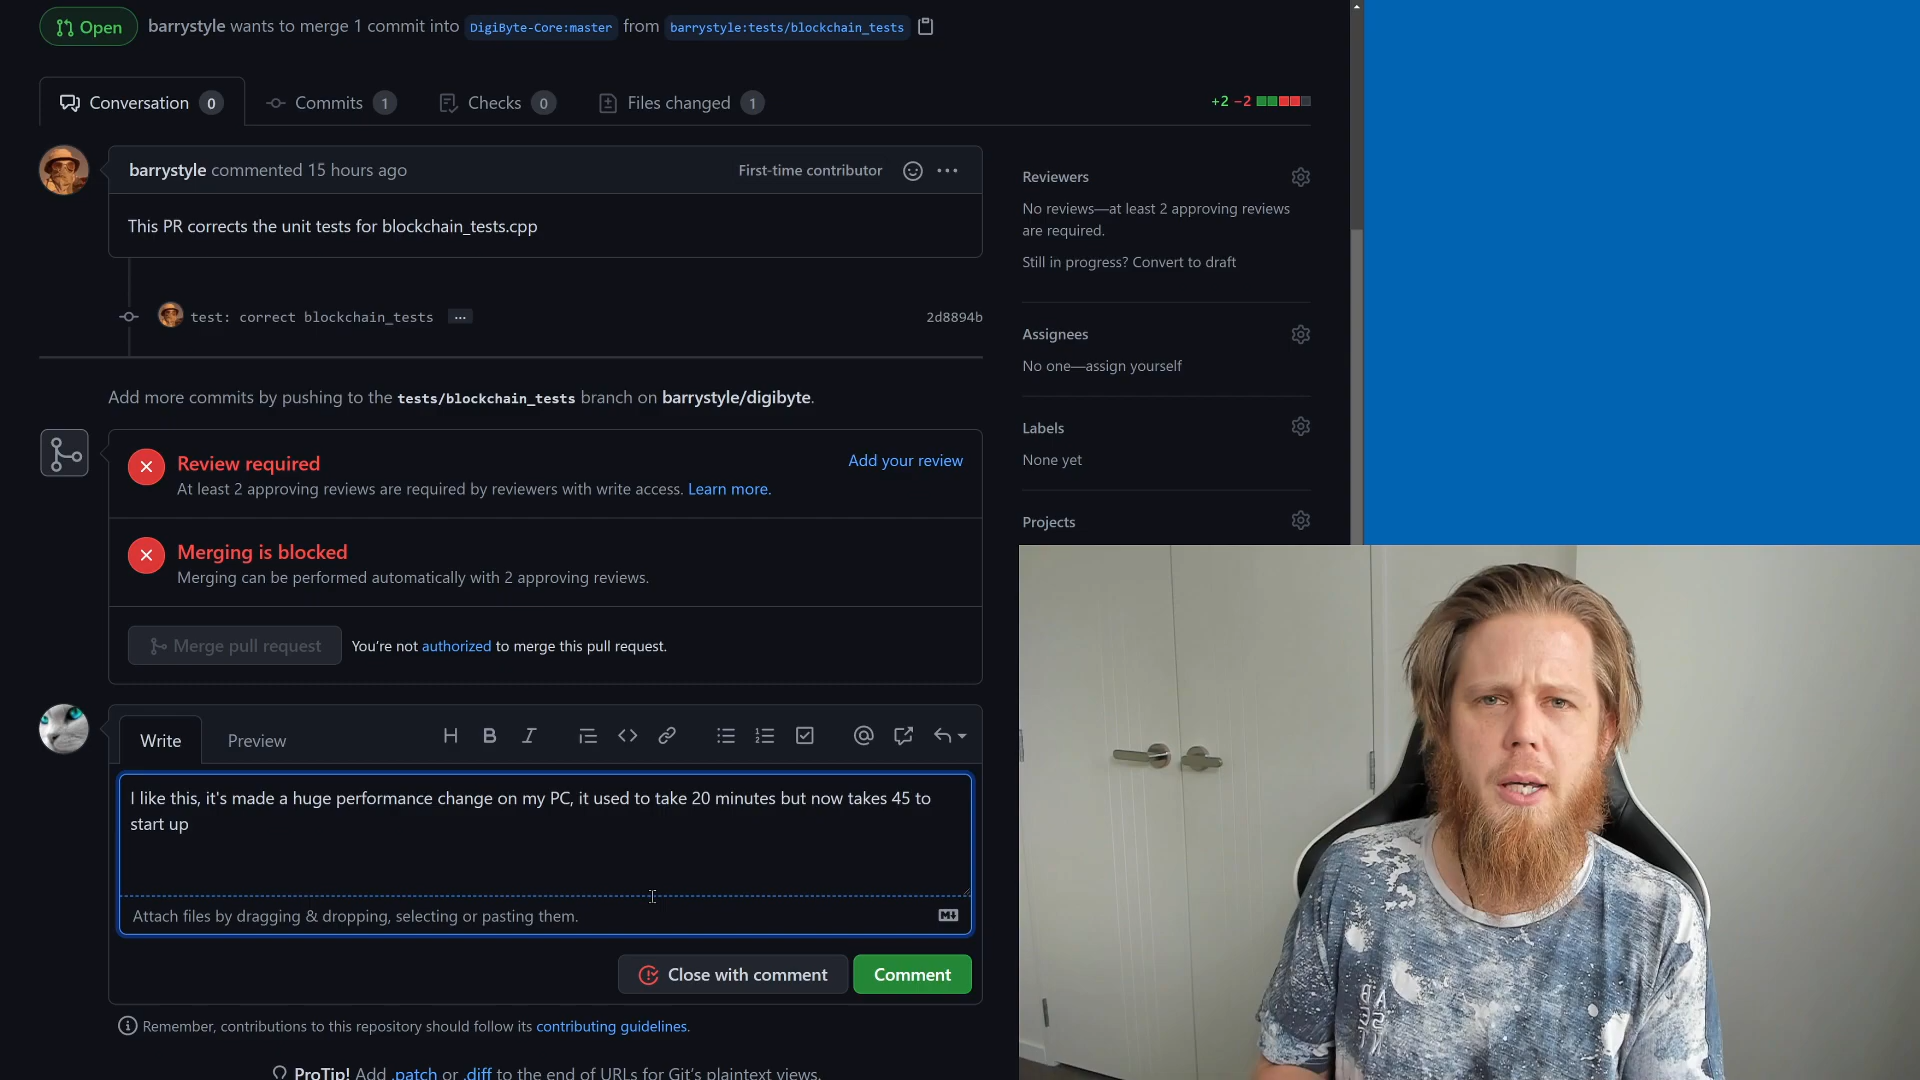 Open barrystyle wants to merge 1 commit into DigiByte-Core:master from barrystyle:tests/blockchain_tests
Conversation 0 Commits 1 Checks 0 Files changed 1 +2 −2
barrystyle commented 15 hours ago First-time contributor
This PR corrects the unit tests for blockchain_tests.cpp
test: correct blockchain_tests ... 2d8894b
Add more commits by pushing to the tests/blockchain_tests branch on barrystyle/digibyte.
Review required Add your review
At least 2 approving reviews are required by reviewers with write access. Learn more.
Merging is blocked
Merging can be performed automatically with 2 approving reviews.
Merge pull request You're not authorized to merge this pull request.
Write Preview
I like this, it's made a huge performance change on my PC, it used to take 20 minutes but now takes 45 to
start up
Attach files by dragging & dropping, selecting or pasting them.
Close with comment Comment
Remember, contributions to this repository should follow its contributing guidelines.
ProTip! Add .patch or .diff to the end of URLs for Git's plaintext views.
Reviewers
No reviews—at least 2 approving reviews
are required.
Still in progress? Convert to draft
Assignees
No one—assign yourself
Labels
None yet
Projects